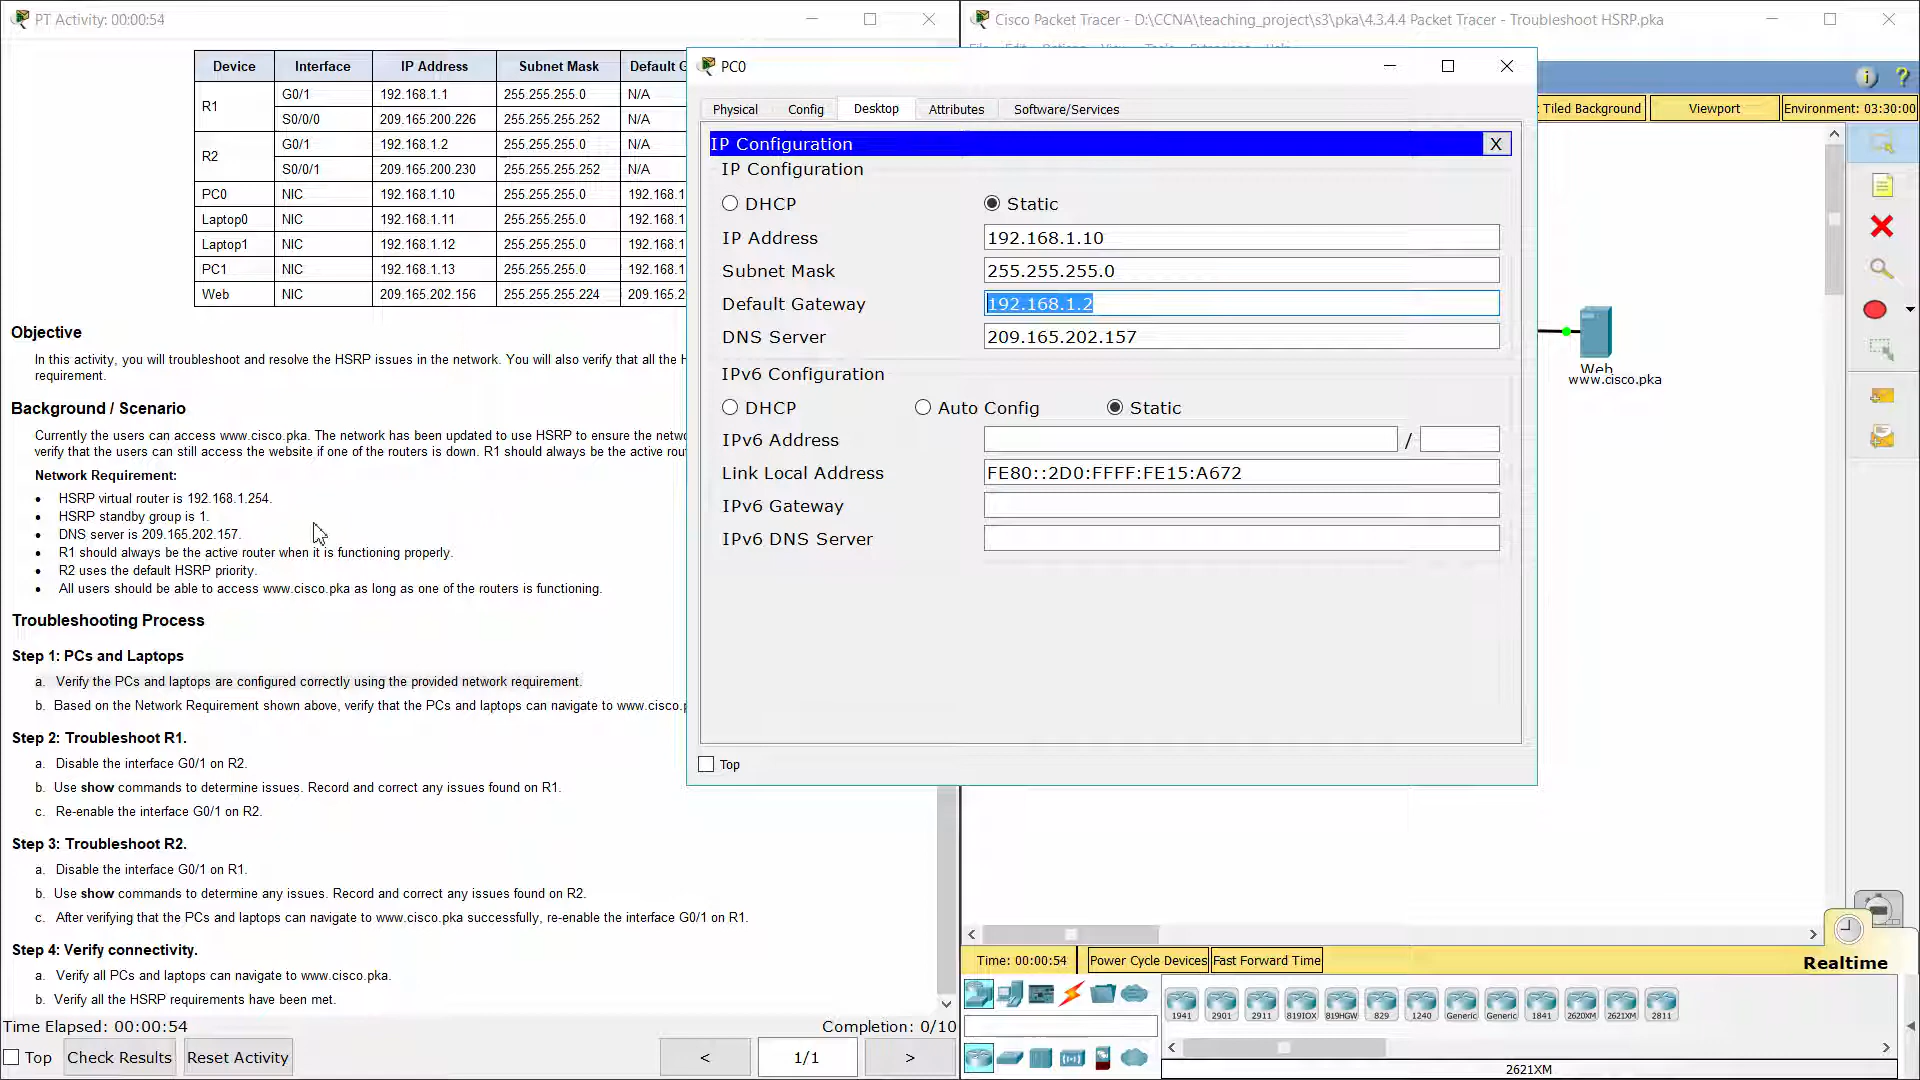 PT Activity: 00:00:54
Device Interface IP Address Subnet Mask Default G
R1 G0/1 192.168.1.1 255.255.255.0 N/A
S0/0/0 209.165.200.226 255.255.255.252 N/A
R2 G0/1 192.168.1.2 255.255.255.0 N/A
S0/0/1 209.165.200.230 255.255.255.252 N/A
PC0 NIC 192.168.1.10 255.255.255.0 192.168.1
Laptop0 NIC 192.168.1.11 255.255.255.0 192.168.1
Laptop1 NIC 192.168.1.12 255.255.255.0 192.168.1
PC1 NIC 192.168.1.13 255.255.255.0 192.168.1
Web NIC 209.165.202.156 255.255.255.224 209.165.2
Objective
In this activity, you will troubleshoot and resolve the HSRP issues in the network. You will also verify that all the H
requirement.
Background / Scenario
Currently the users can access www.cisco.pka. The network has been updated to use HSRP to ensure the netwo
verify that the users can still access the website if one of the routers is down. R1 should always be the active rou
Network Requirement:
• HSRP virtual router is 192.168.1.254.
• HSRP standby group is 1.
• DNS server is 209.165.202.157.
• R1 should always be the active router when it is functioning properly.
• R2 uses the default HSRP priority.
• All users should be able to access www.cisco.pka as long as one of the routers is functioning.
Troubleshooting Process
Step 1: PCs and Laptops
a. Verify the PCs and laptops are configured correctly using the provided network requirement.
b. Based on the Network Requirement shown above, verify that the PCs and laptops can navigate to www.cisco.p
Step 2: Troubleshoot R1.
a. Disable the interface G0/1 on R2.
b. Use show commands to determine issues. Record and correct any issues found on R1.
c. Re-enable the interface G0/1 on R2.
Step 3: Troubleshoot R2.
a. Disable the interface G0/1 on R1.
b. Use show commands to determine any issues. Record and correct any issues found on R2.
c. After verifying that the PCs and laptops can navigate to www.cisco.pka successfully, re-enable the interface G0/1 on R1.
Step 4: Verify connectivity.
a. Verify all PCs and laptops can navigate to www.cisco.pka.
b. Verify all the HSRP requirements have been met.
Time Elapsed: 00:00:54 Completion: 0/10
Top Check Results Reset Activity < 1/1 >
Cisco Packet Tracer - D:\CCNA\teaching_project\s3\pka\4.3.4.4 Packet Tracer - Troubleshoot HSRP.pka
Tiled Background Viewport Environment: 03:30:00
PC0
Physical Config Desktop Attributes Software/Services
IP Configuration X
IP Configuration
DHCP Static
IP Address 192.168.1.10
Subnet Mask 255.255.255.0
Default Gateway 192.168.1.2
DNS Server 209.165.202.157
IPv6 Configuration
DHCP Auto Config Static
IPv6 Address /
Link Local Address FE80::2D0:FFFF:FE15:A672
IPv6 Gateway
IPv6 DNS Server
Top
Web
www.cisco.pka
Time: 00:00:54 Power Cycle Devices Fast Forward Time
Realtime
1941 2901 2911 819IOX 819HGW 829 1240 Generic Generic 1841 2620XM 2621XM 2811
2621XM